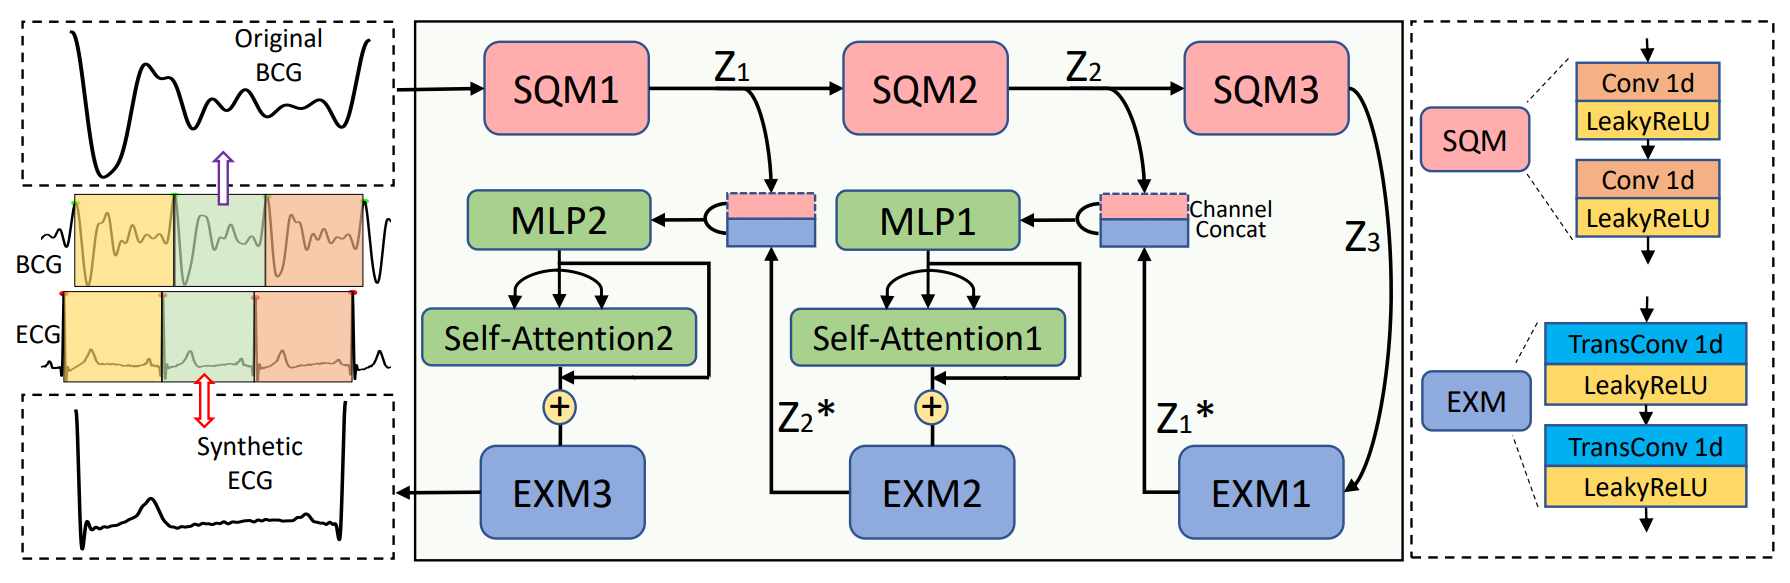 Original
BCG
BCG
ECG
Synthetic
ECG
SQM1
Z1
SQM2
Z2
SQM3
MLP2
MLP1
Channel
Concat
Z3
Self-Attention2
Self-Attention1
+
Z2*
+
Z1*
EXM3
EXM2
EXM1
SQM
Conv 1d
LeakyReLU
Conv 1d
LeakyReLU
EXM
TransConv 1d
LeakyReLU
TransConv 1d
LeakyReLU